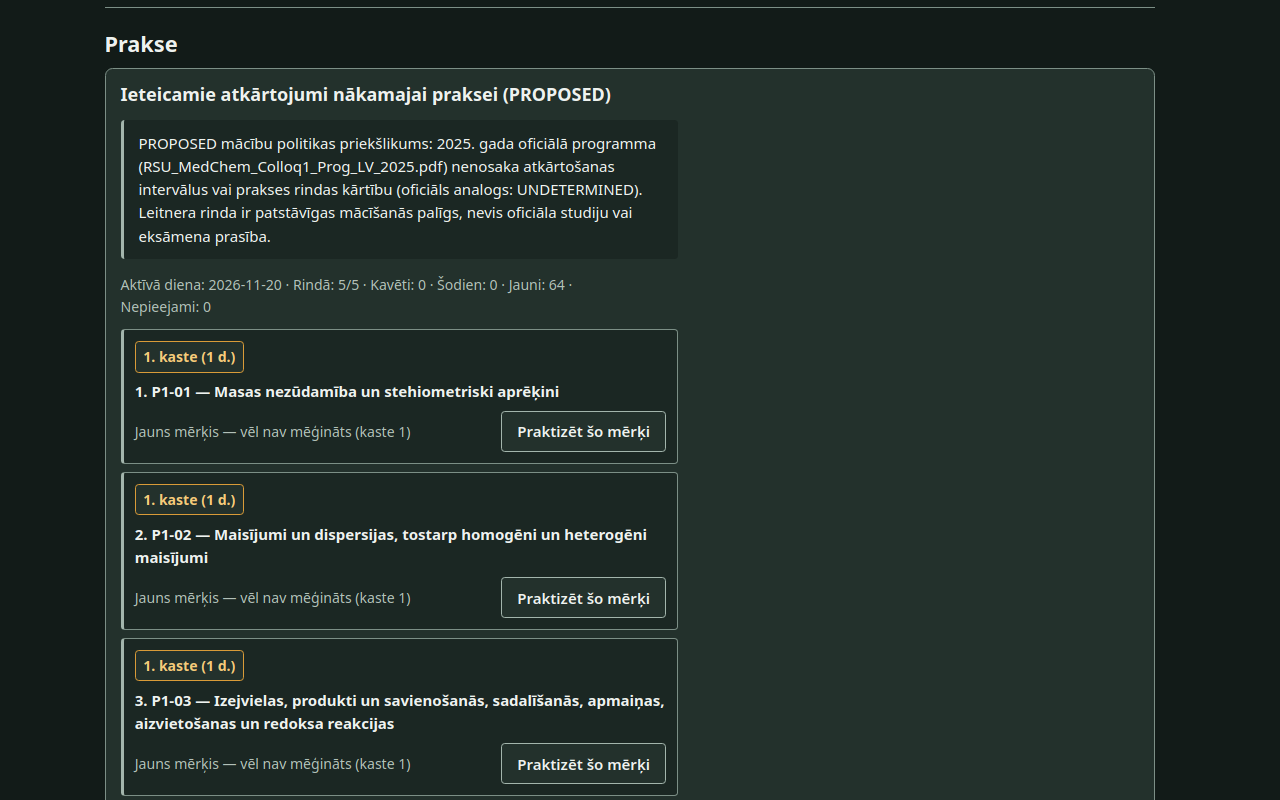 Prakse
Ieteicamie atkārtojumi nākamajai praksei (PROPOSED)
PROPOSED mācību politikas priekšlikums: 2025. gada oficiālā programma
(RSU_MedChem_Colloq1_Prog_LV_2025.pdf) nenosaka atkārtošanas
intervālus vai prakses rindas kārtību (oficiāls analogs: UNDETERMINED).
Leitnera rinda ir patstāvīgas mācīšanās palīgs, nevis oficiāla studiju vai
eksāmena prasība.
Aktīvā diena: 2026-11-20 · Rindā: 5/5 · Kavēti: 0 · Šodien: 0 · Jauni: 64 ·
Nepieejami: 0
1. kaste (1 d.)
1. P1-01 — Masas nezūdamība un stehiometriski aprēķini
Jauns mērķis — vēl nav mēģināts (kaste 1)
Praktizēt šo mērķi
1. kaste (1 d.)
2. P1-02 — Maisījumi un dispersijas, tostarp homogēni un heterogēni
maisījumi
Jauns mērķis — vēl nav mēģināts (kaste 1)
Praktizēt šo mērķi
1. kaste (1 d.)
3. P1-03 — Izejvielas, produkti un savienošanās, sadalīšanās, apmaiņas,
aizvietošanas un redoksa reakcijas
Jauns mērķis — vēl nav mēģināts (kaste 1)
Praktizēt šo mērķi